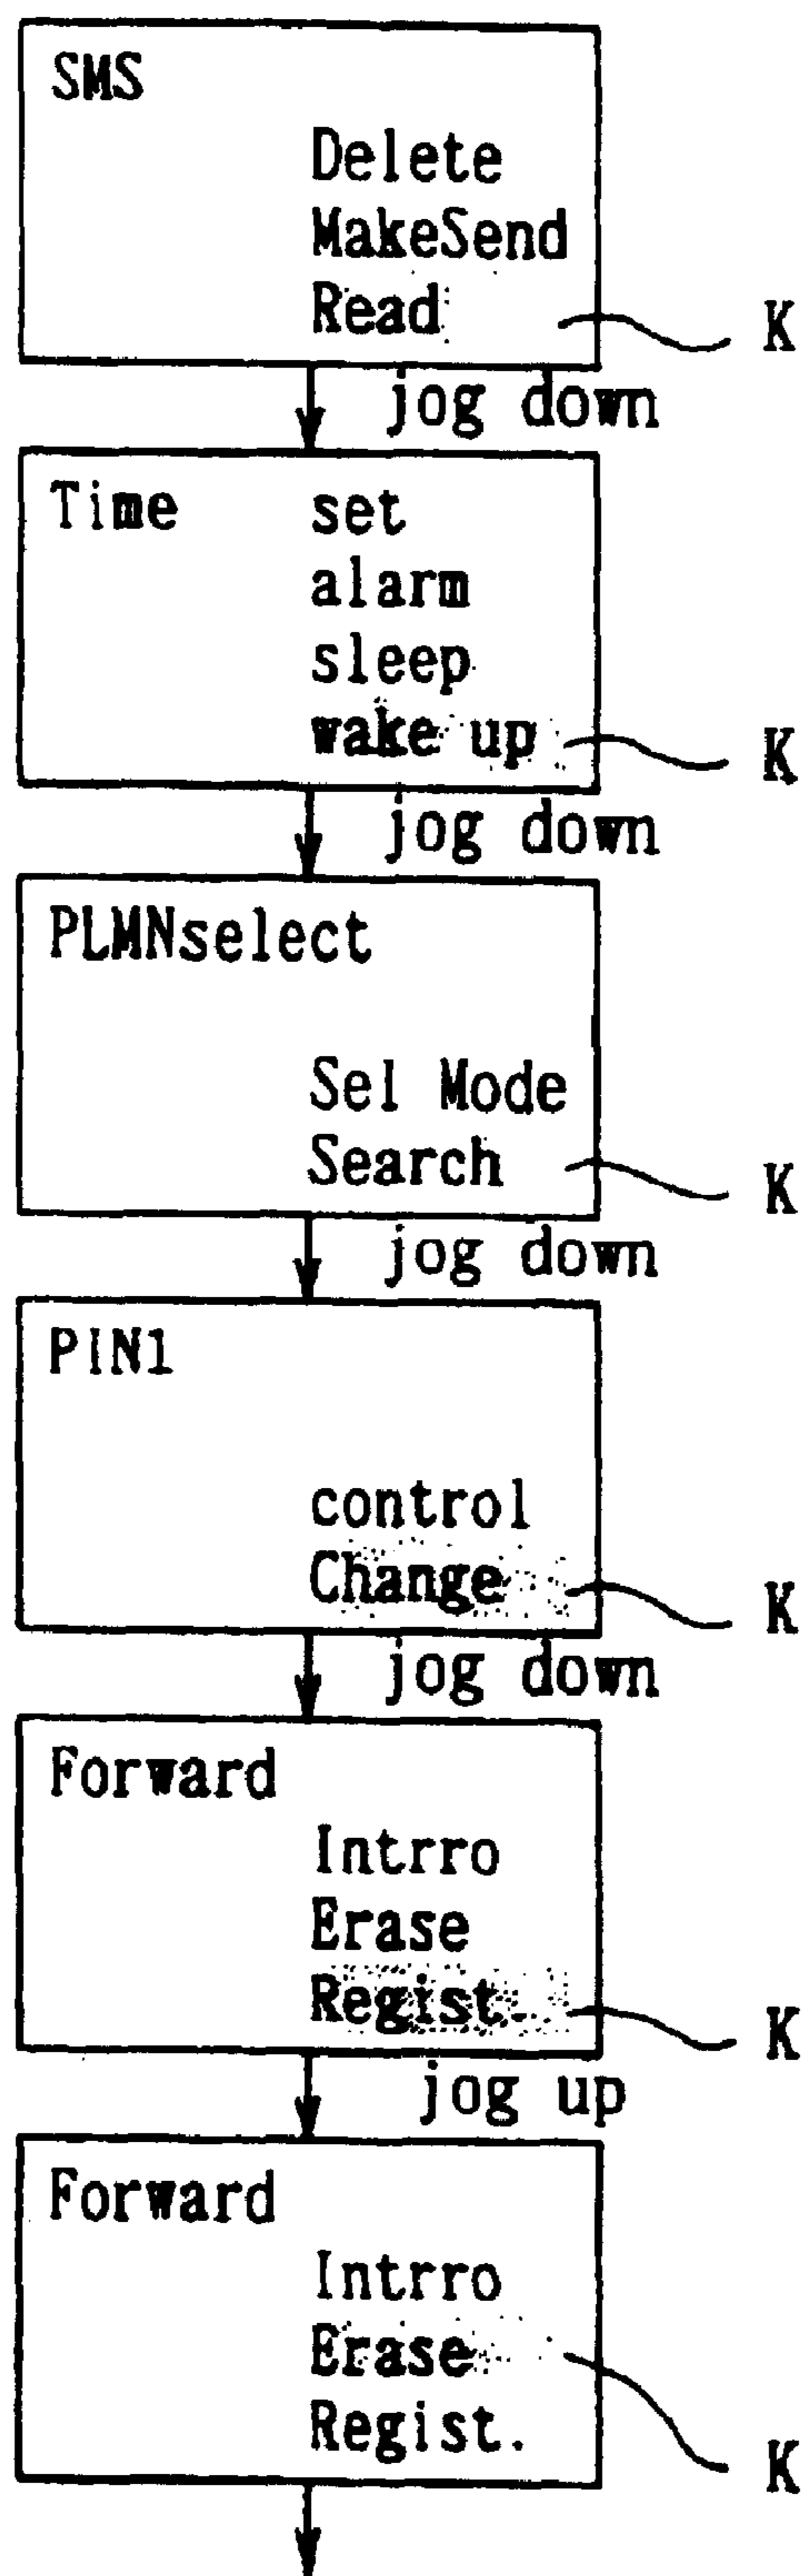 SMS
Delete
MakeSend
Read
K
jog down
Time set
alarm
sleep
wake up
K
jog down
PLMNselect
Sel Mode
Search
K
jog down
PIN1
control
Change
K
jog down
Forward
Intrro
Erase
Regist.
K
jog up
Forward
Intrro
Erase
Regist.
K